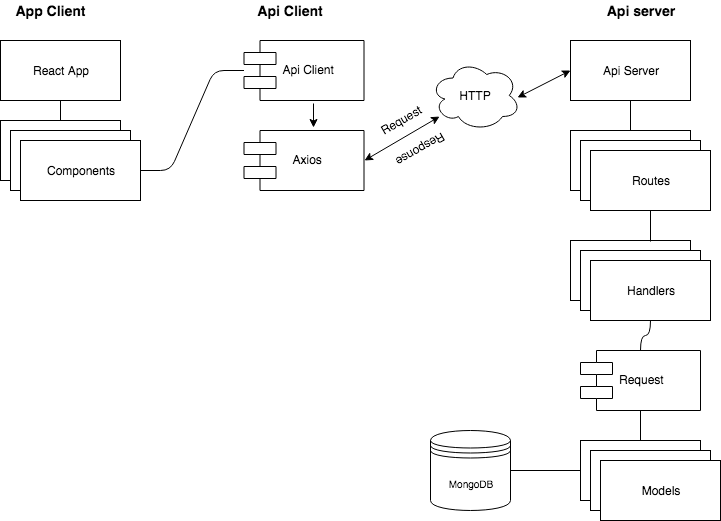 App Client
Api Client
Api server
React App
Api Client
Api Server
HTTP
Request
Response
Axios
Components
Routes
Handlers
Request
MongoDB
Models